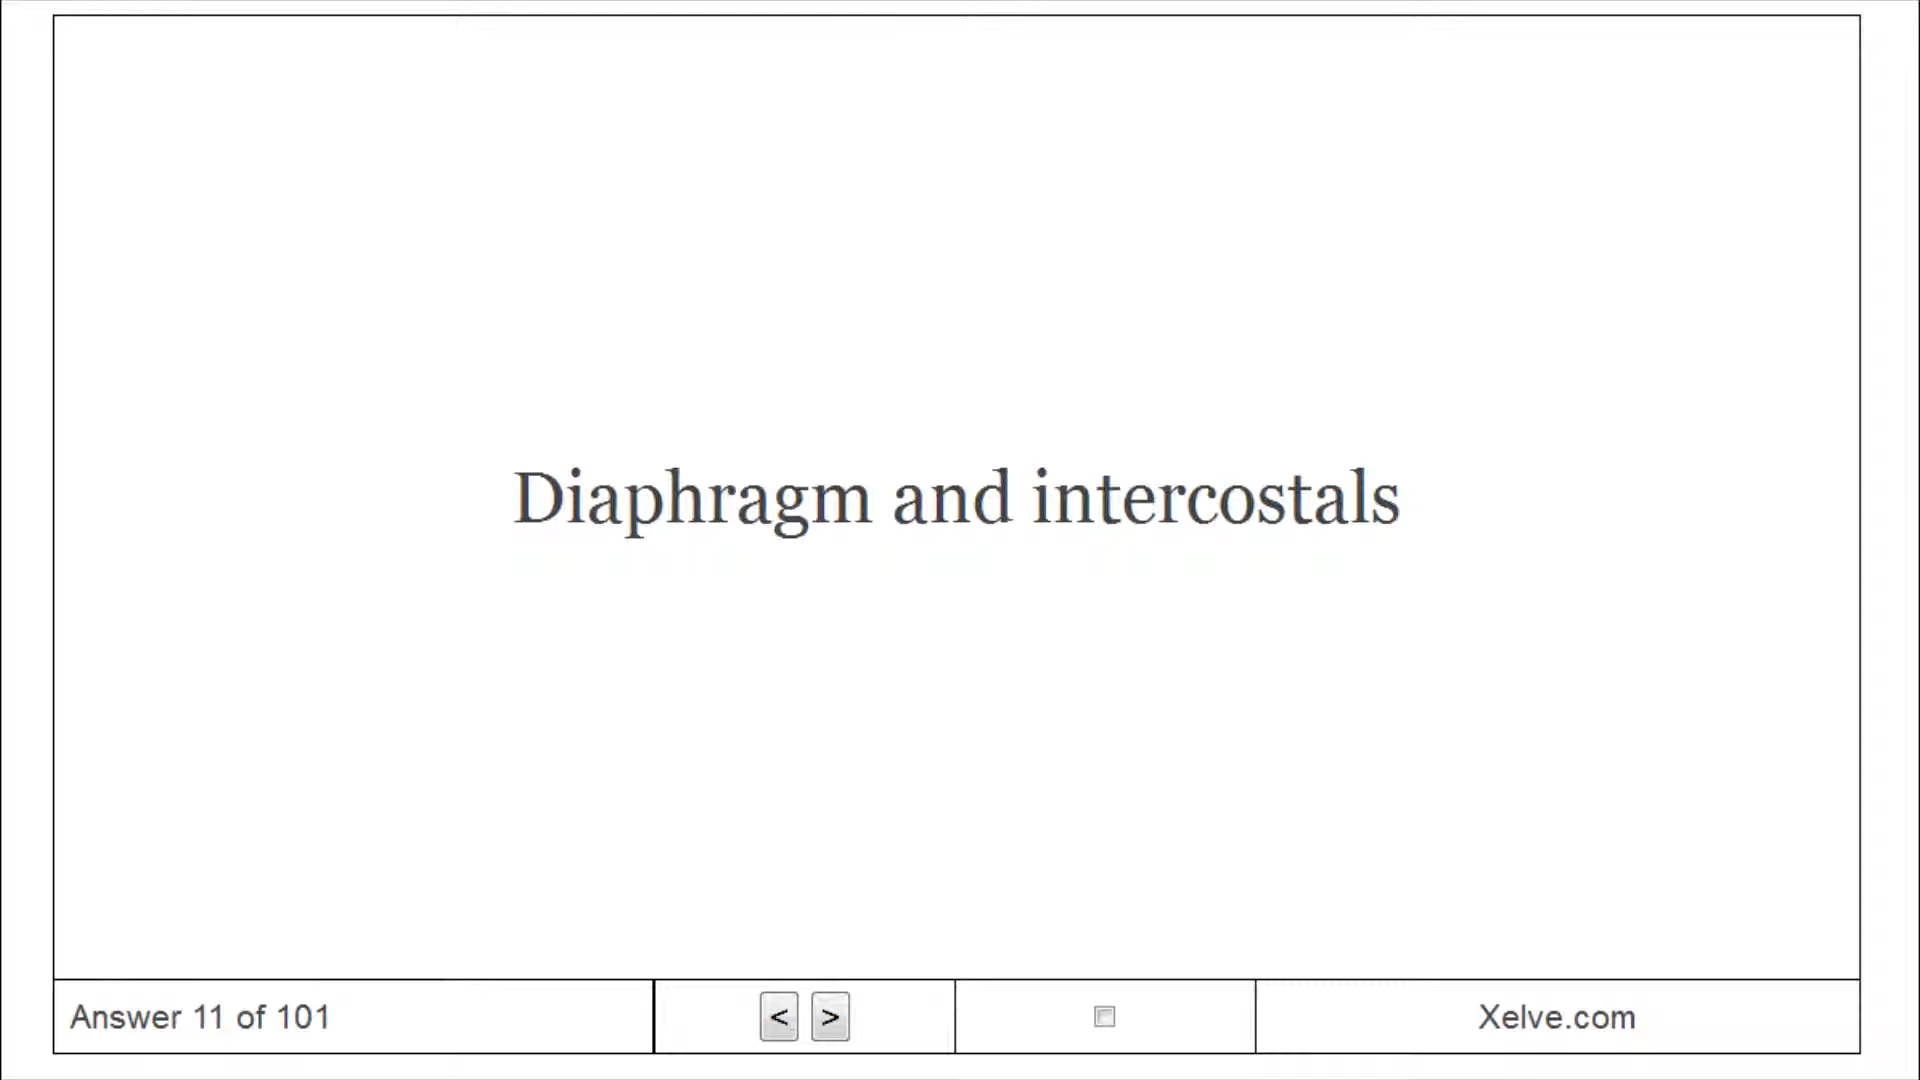 Diaphragm and intercostals
Answer 11 of 101
< >
Xelve.com